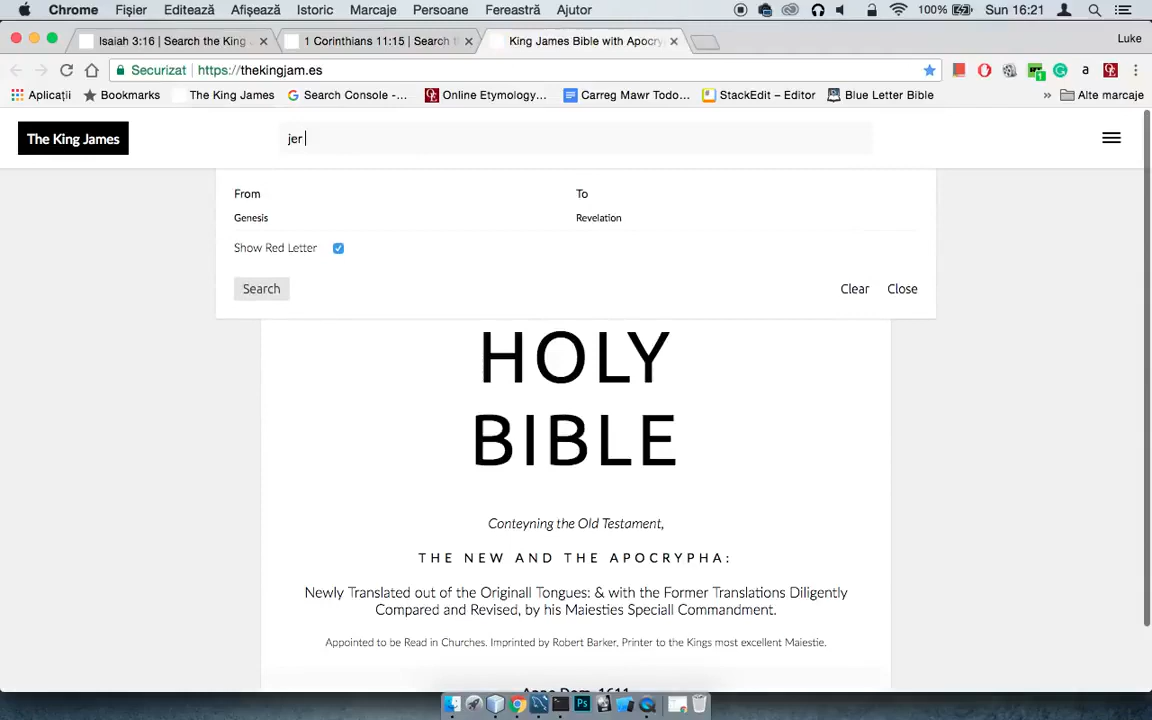 Chrome Fișier Editează Afișează Istoric Marcaje Persoane Fereastră Ajutor 100% Sun 16:21
Isaiah 3:16 | Search the King
1 Corinthians 11:15 | Search t
King James Bible with Apocry
Luke
Securizat https://thekingjam.es
Aplicații Bookmarks The King James Search Console -... Online Etymology... Carreg Mawr Todo... StackEdit – Editor Blue Letter Bible » Alte marcaje
The King James
jer
From To
Genesis Revelation
Show Red Letter
Search Clear Close
HOLY
BIBLE
Conteyning the Old Testament,
THE NEW AND THE APOCRYPHA:
Newly Translated out of the Originall Tongues: & with the Former Translations Diligently
Compared and Revised, by his Maiesties Speciall Commandment.
Appointed to be Read in Churches. Imprinted by Robert Barker, Printer to the Kings most excellent Maiestie.
Anno Dom. 1611
Ps